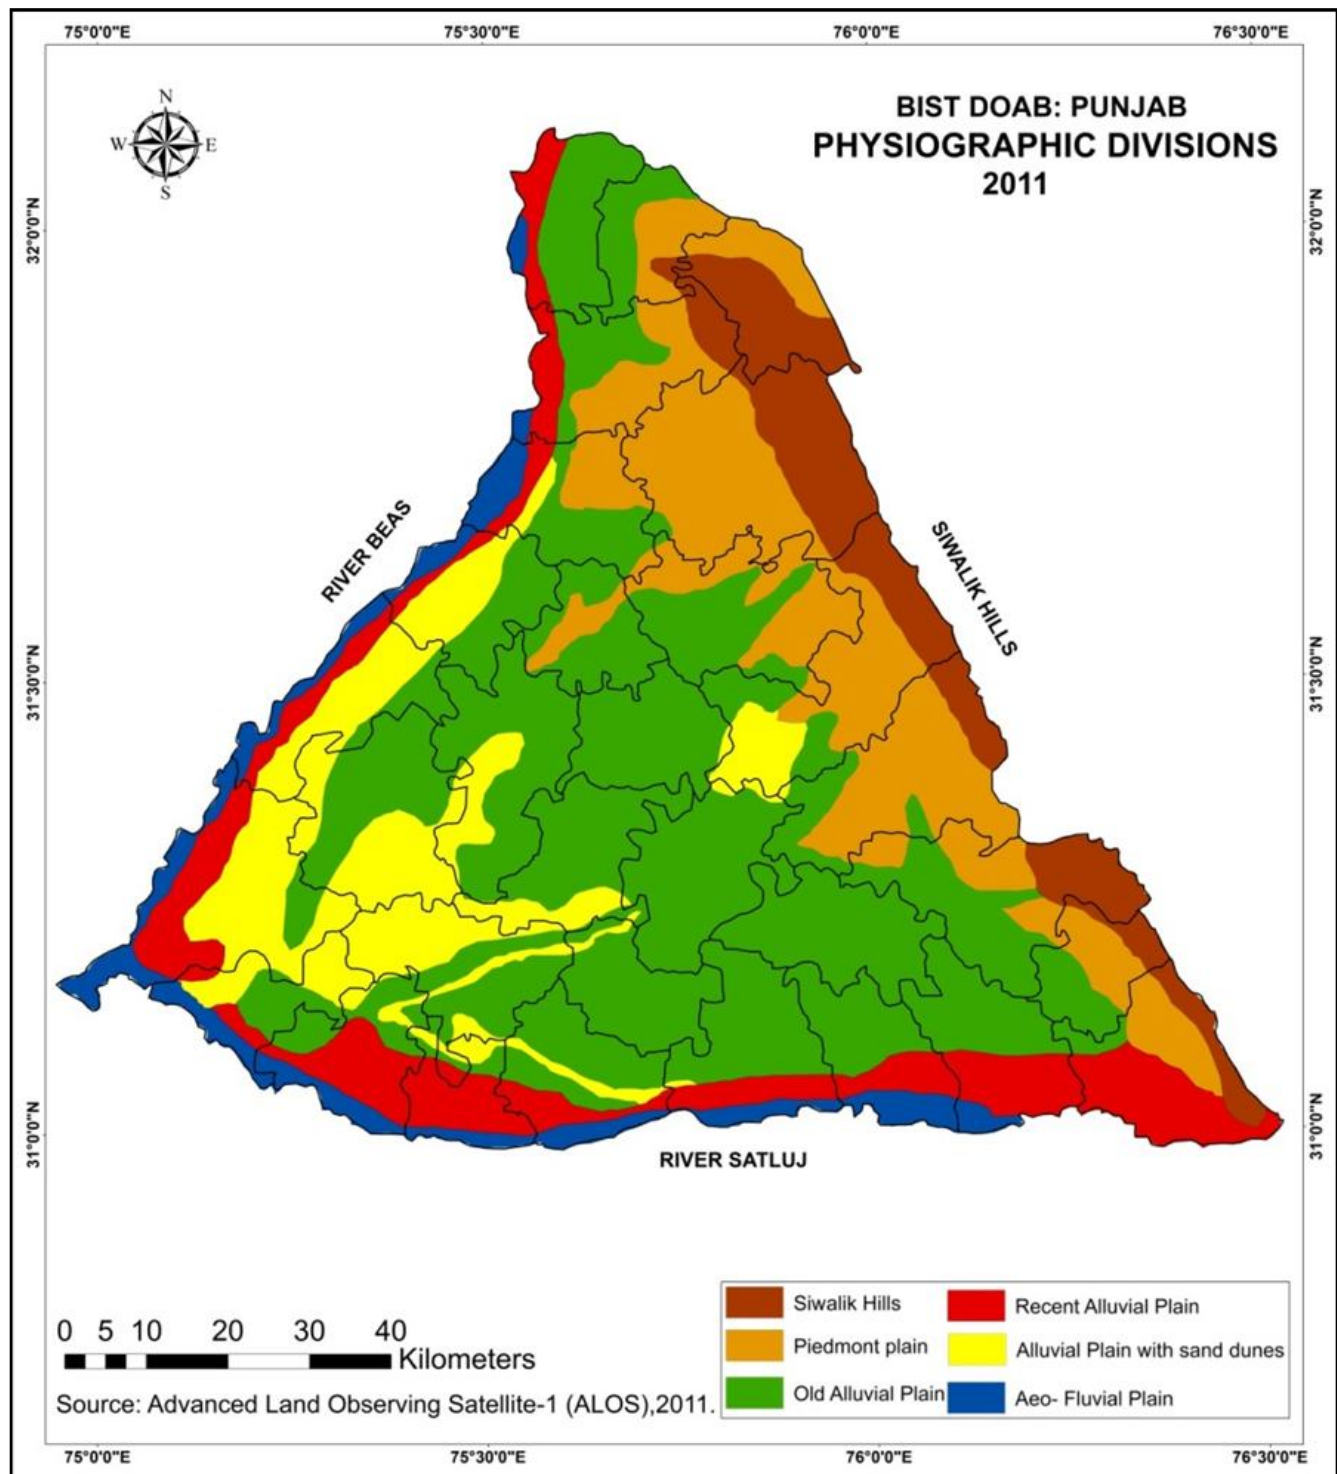 75°0'0"E 75°30'0"E 76°0'0"E 76°30'0"E
N
W E
S
BIST DOAB: PUNJAB
PHYSIOGRAPHIC DIVISIONS
2011
32°0'0"N 32°0'0"N
RIVER BEAS
SIWALIK HILLS
31°30'0"N 31°30'0"N
31°0'0"N 31°0'0"N
RIVER SATLUJ
Siwalik Hills
Piedmont plain
Old Alluvial Plain
Recent Alluvial Plain
Alluvial Plain with sand dunes
Aeo- Fluvial Plain
0 5 10 20 30 40
Kilometers
Source: Advanced Land Observing Satellite-1 (ALOS),2011.
75°0'0"E 75°30'0"E 76°0'0"E 76°30'0"E